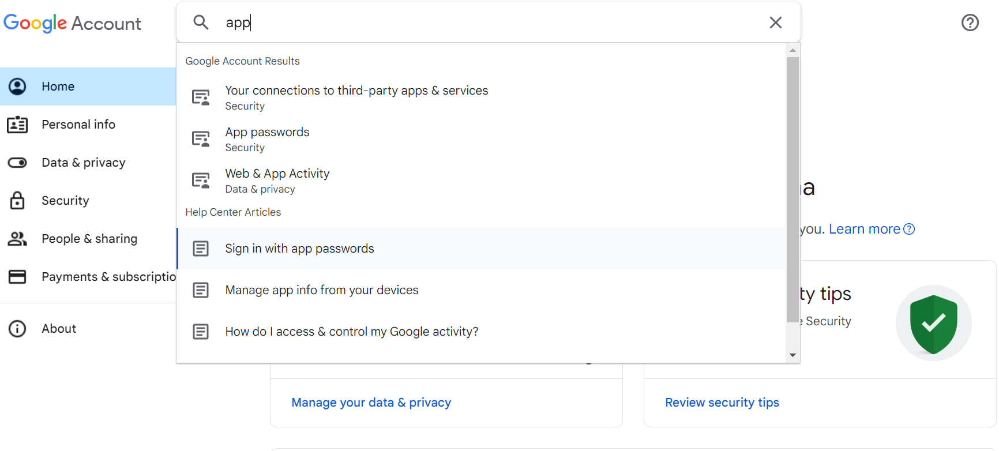 Google Account
app
Home
Personal info
Data & privacy
Security
People & sharing
Payments & subscriptio
About
Google Account Results
Your connections to third-party apps & services
Security
App passwords
Security
Web & App Activity
Data & privacy
Help Center Articles
Sign in with app passwords
Manage app info from your devices
How do I access & control my Google activity?
a
you. Learn more
ty tips
e Security
Manage your data & privacy
Review security tips